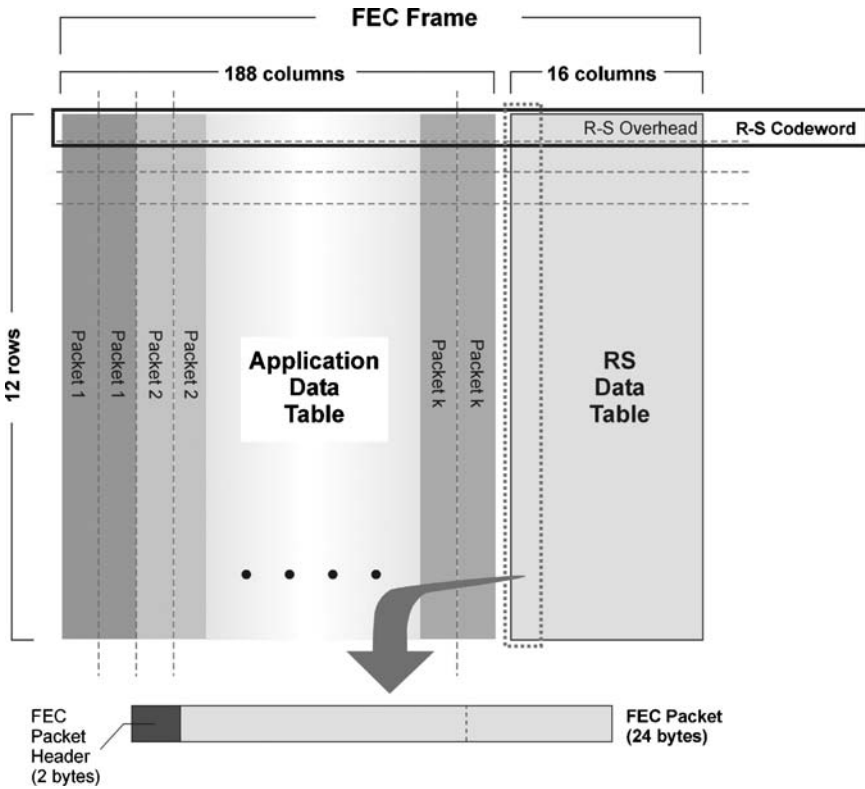 FEC Frame
188 columns
16 columns
R-S Overhead
R-S Codeword
12 rows
Packet 1
Packet 1
Packet 2
Packet 2
Application
Data
Table
Packet k
Packet k
RS
Data
Table
FEC
Packet
Header
(2 bytes)
FEC Packet
(24 bytes)